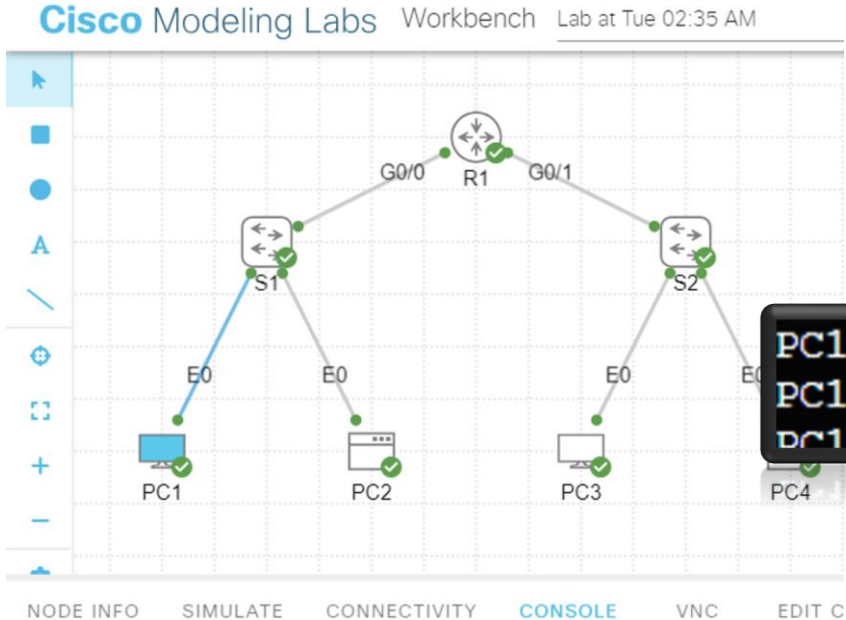 Cisco Modeling Labs Workbench Lab at Tue 02:35 AM
G0/0 R1 G0/1
S1 S2
A
E0 E0 E0
PC1
PC1
PC1
PC1 PC2 PC3 PC4
NODE INFO SIMULATE CONNECTIVITY CONSOLE VNC EDIT